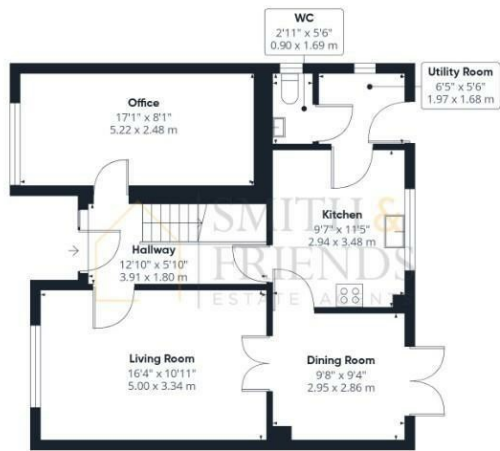 WC
2'11" x 5'6"
0.90 x 1.69 m
Utility Room
6'5" x 5'6"
1.97 x 1.68 m
Office
17'1" x 8'1"
5.22 x 2.48 m
SMITH &
FRIENDS
ESTATE AGENT
Kitchen
9'7" x 11'5"
2.94 x 3.48 m
Hallway
12'10" x 5'10"
3.91 x 1.80 m
Living Room
16'4" x 10'11"
5.00 x 3.34 m
Dining Room
9'8" x 9'4"
2.95 x 2.86 m